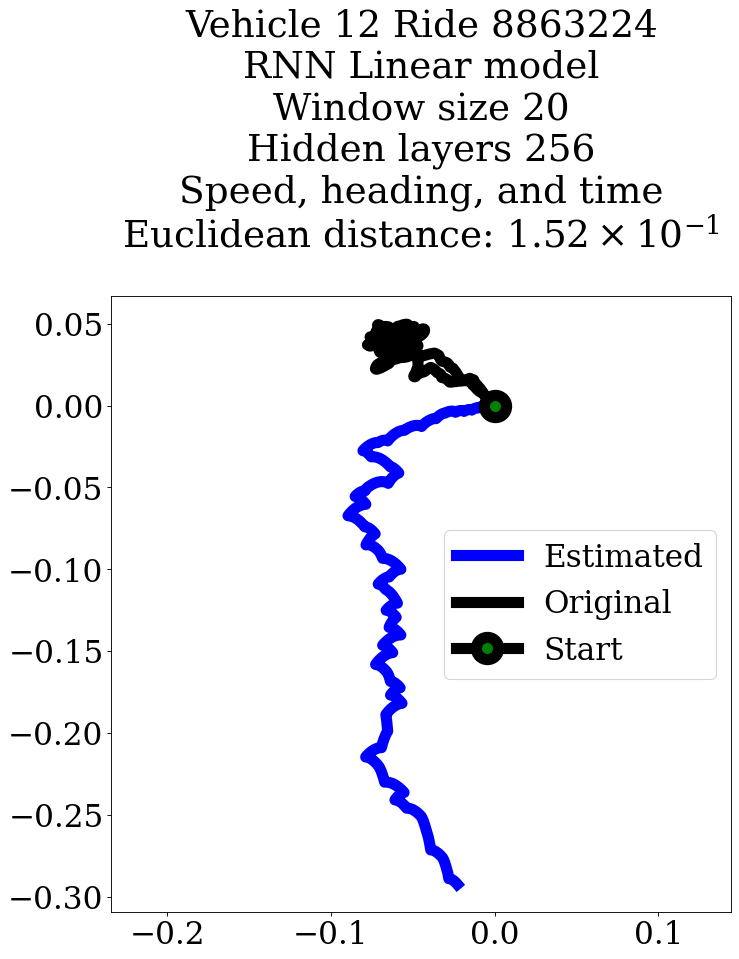 Vehicle 12 Ride 8863224
RNN Linear model
Window size 20
Hidden layers 256
Speed, heading, and time
Euclidean distance: 1.52 × 10⁻¹
0.05
0.00
−0.05
−0.10
−0.15
−0.20
−0.25
−0.30
Estimated
Original
Start
−0.2 −0.1 0.0 0.1